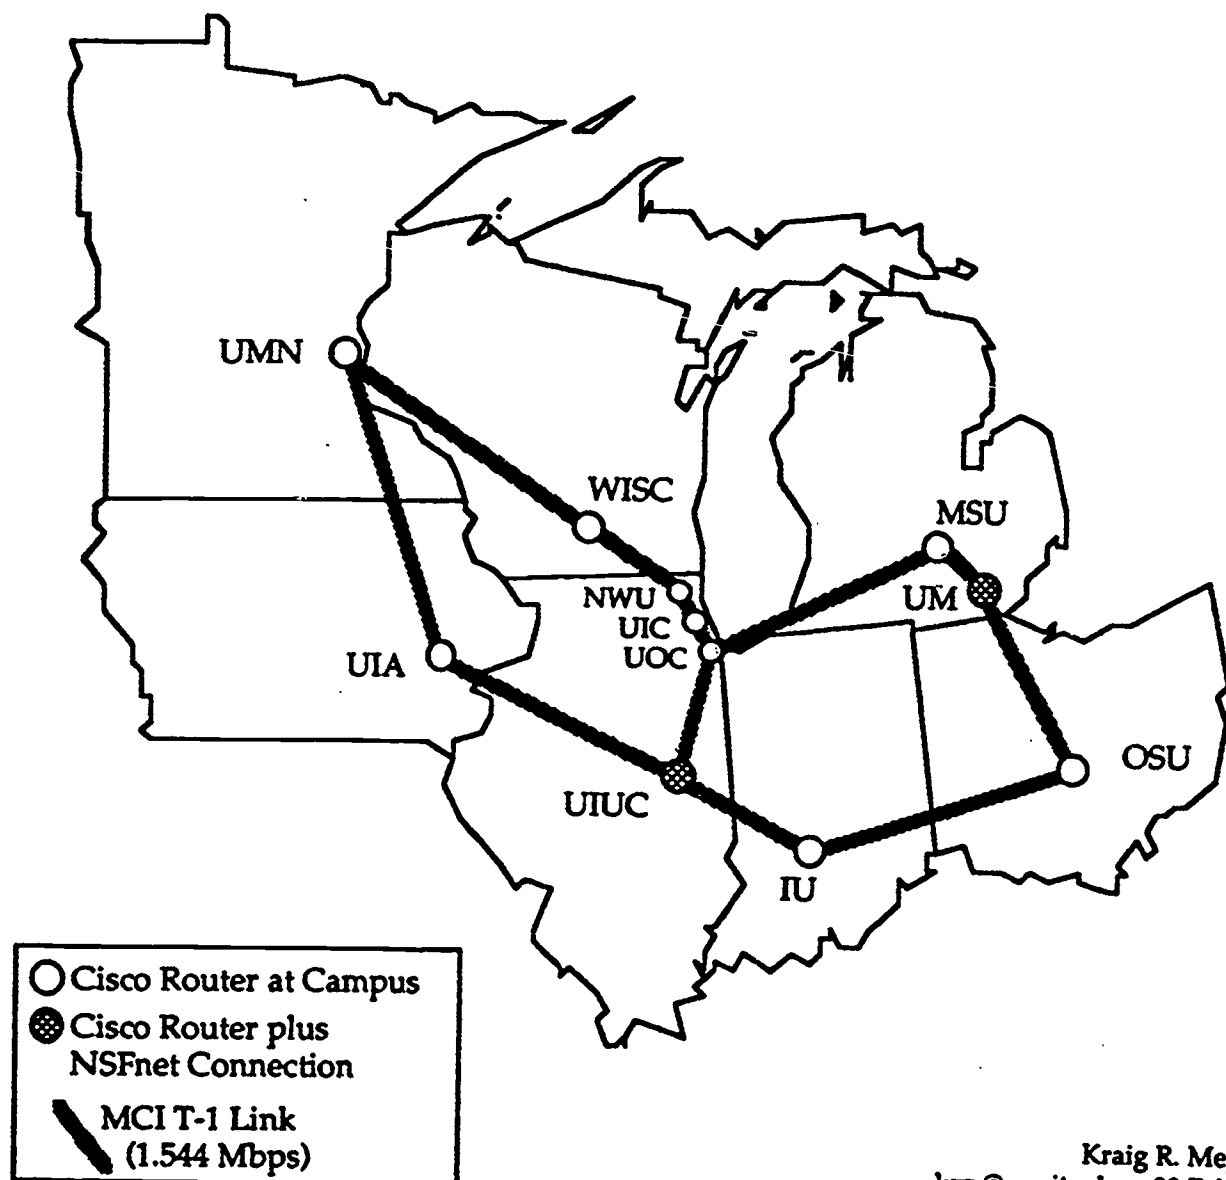 UMN
WISC
MSU
NWU
UM
UIC
UOC
UIA
OSU
UIUC
IU
Cisco Router at Campus
Cisco Router plus
NSFnet Connection
MCI T-1 Link
(1.544 Mbps)
Kraig R.